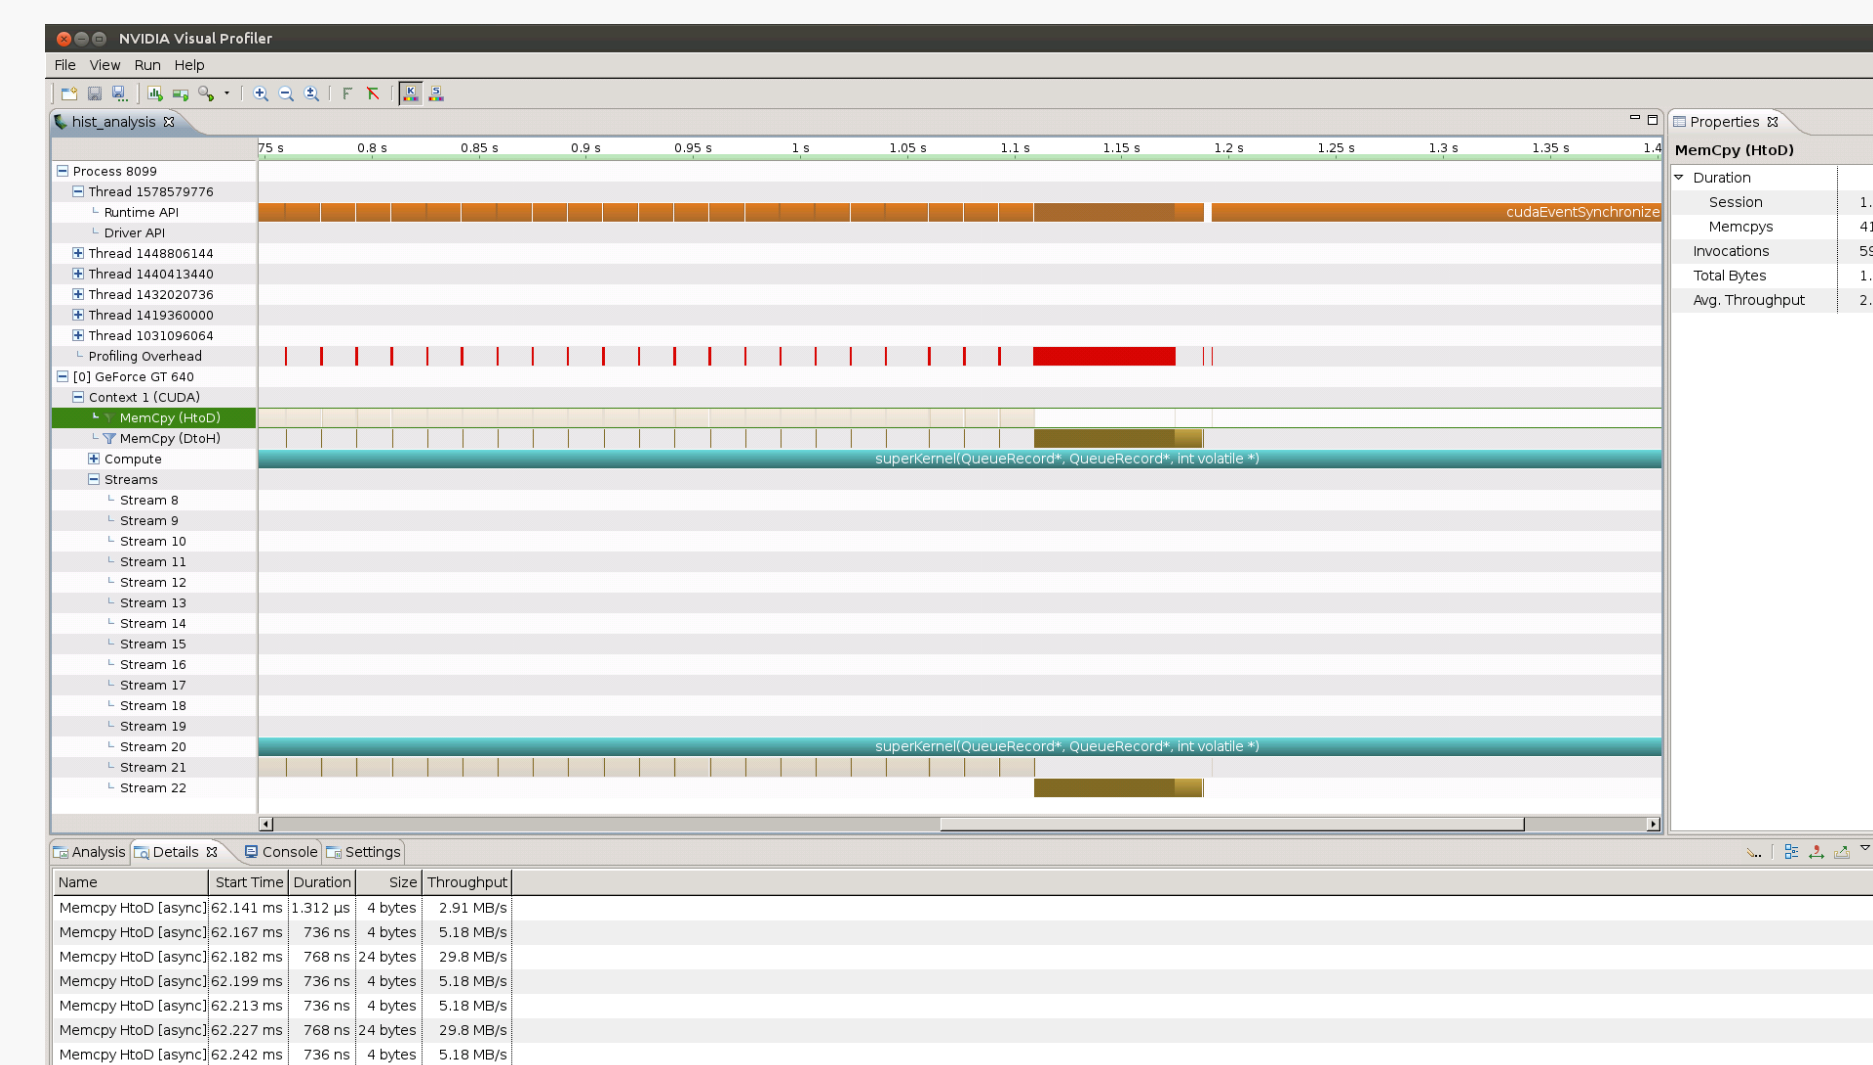 NVIDIA Visual Profiler
File View Run Help
hist_analysis
Properties
75 s 0.8 s 0.85 s 0.9 s 0.95 s 1 s 1.05 s 1.1 s 1.15 s 1.2 s 1.25 s 1.3 s 1.35 s 1.4
MemCpy (HtoD)
Process 8099
Duration
Thread 1578579776
Session 1.
Runtime API
cudaEventSynchronize
Memcpys 41
Driver API
Thread 1448806144
Invocations 59
Thread 1440413440
Total Bytes 1.
Thread 1432020736
Avg. Throughput 2.
Thread 1419360000
Thread 1031096064
Profiling Overhead
[0] GeForce GT 640
Context 1 (CUDA)
MemCpy (HtoD)
MemCpy (DtoH)
Compute
superKernel(QueueRecord*, QueueRecord*, int volatile *)
Streams
Stream 8
Stream 9
Stream 10
Stream 11
Stream 12
Stream 13
Stream 14
Stream 15
Stream 16
Stream 17
Stream 18
Stream 19
Stream 20
superKernel(QueueRecord*, QueueRecord*, int volatile *)
Stream 21
Stream 22
Analysis Details Console Settings
Name Start Time Duration Size Throughput
Memcpy HtoD [async] 62.141 ms 1.312 µs 4 bytes 2.91 MB/s
Memcpy HtoD [async] 62.167 ms 736 ns 4 bytes 5.18 MB/s
Memcpy HtoD [async] 62.182 ms 768 ns 24 bytes 29.8 MB/s
Memcpy HtoD [async] 62.199 ms 736 ns 4 bytes 5.18 MB/s
Memcpy HtoD [async] 62.213 ms 736 ns 4 bytes 5.18 MB/s
Memcpy HtoD [async] 62.227 ms 768 ns 24 bytes 29.8 MB/s
Memcpy HtoD [async] 62.242 ms 736 ns 4 bytes 5.18 MB/s